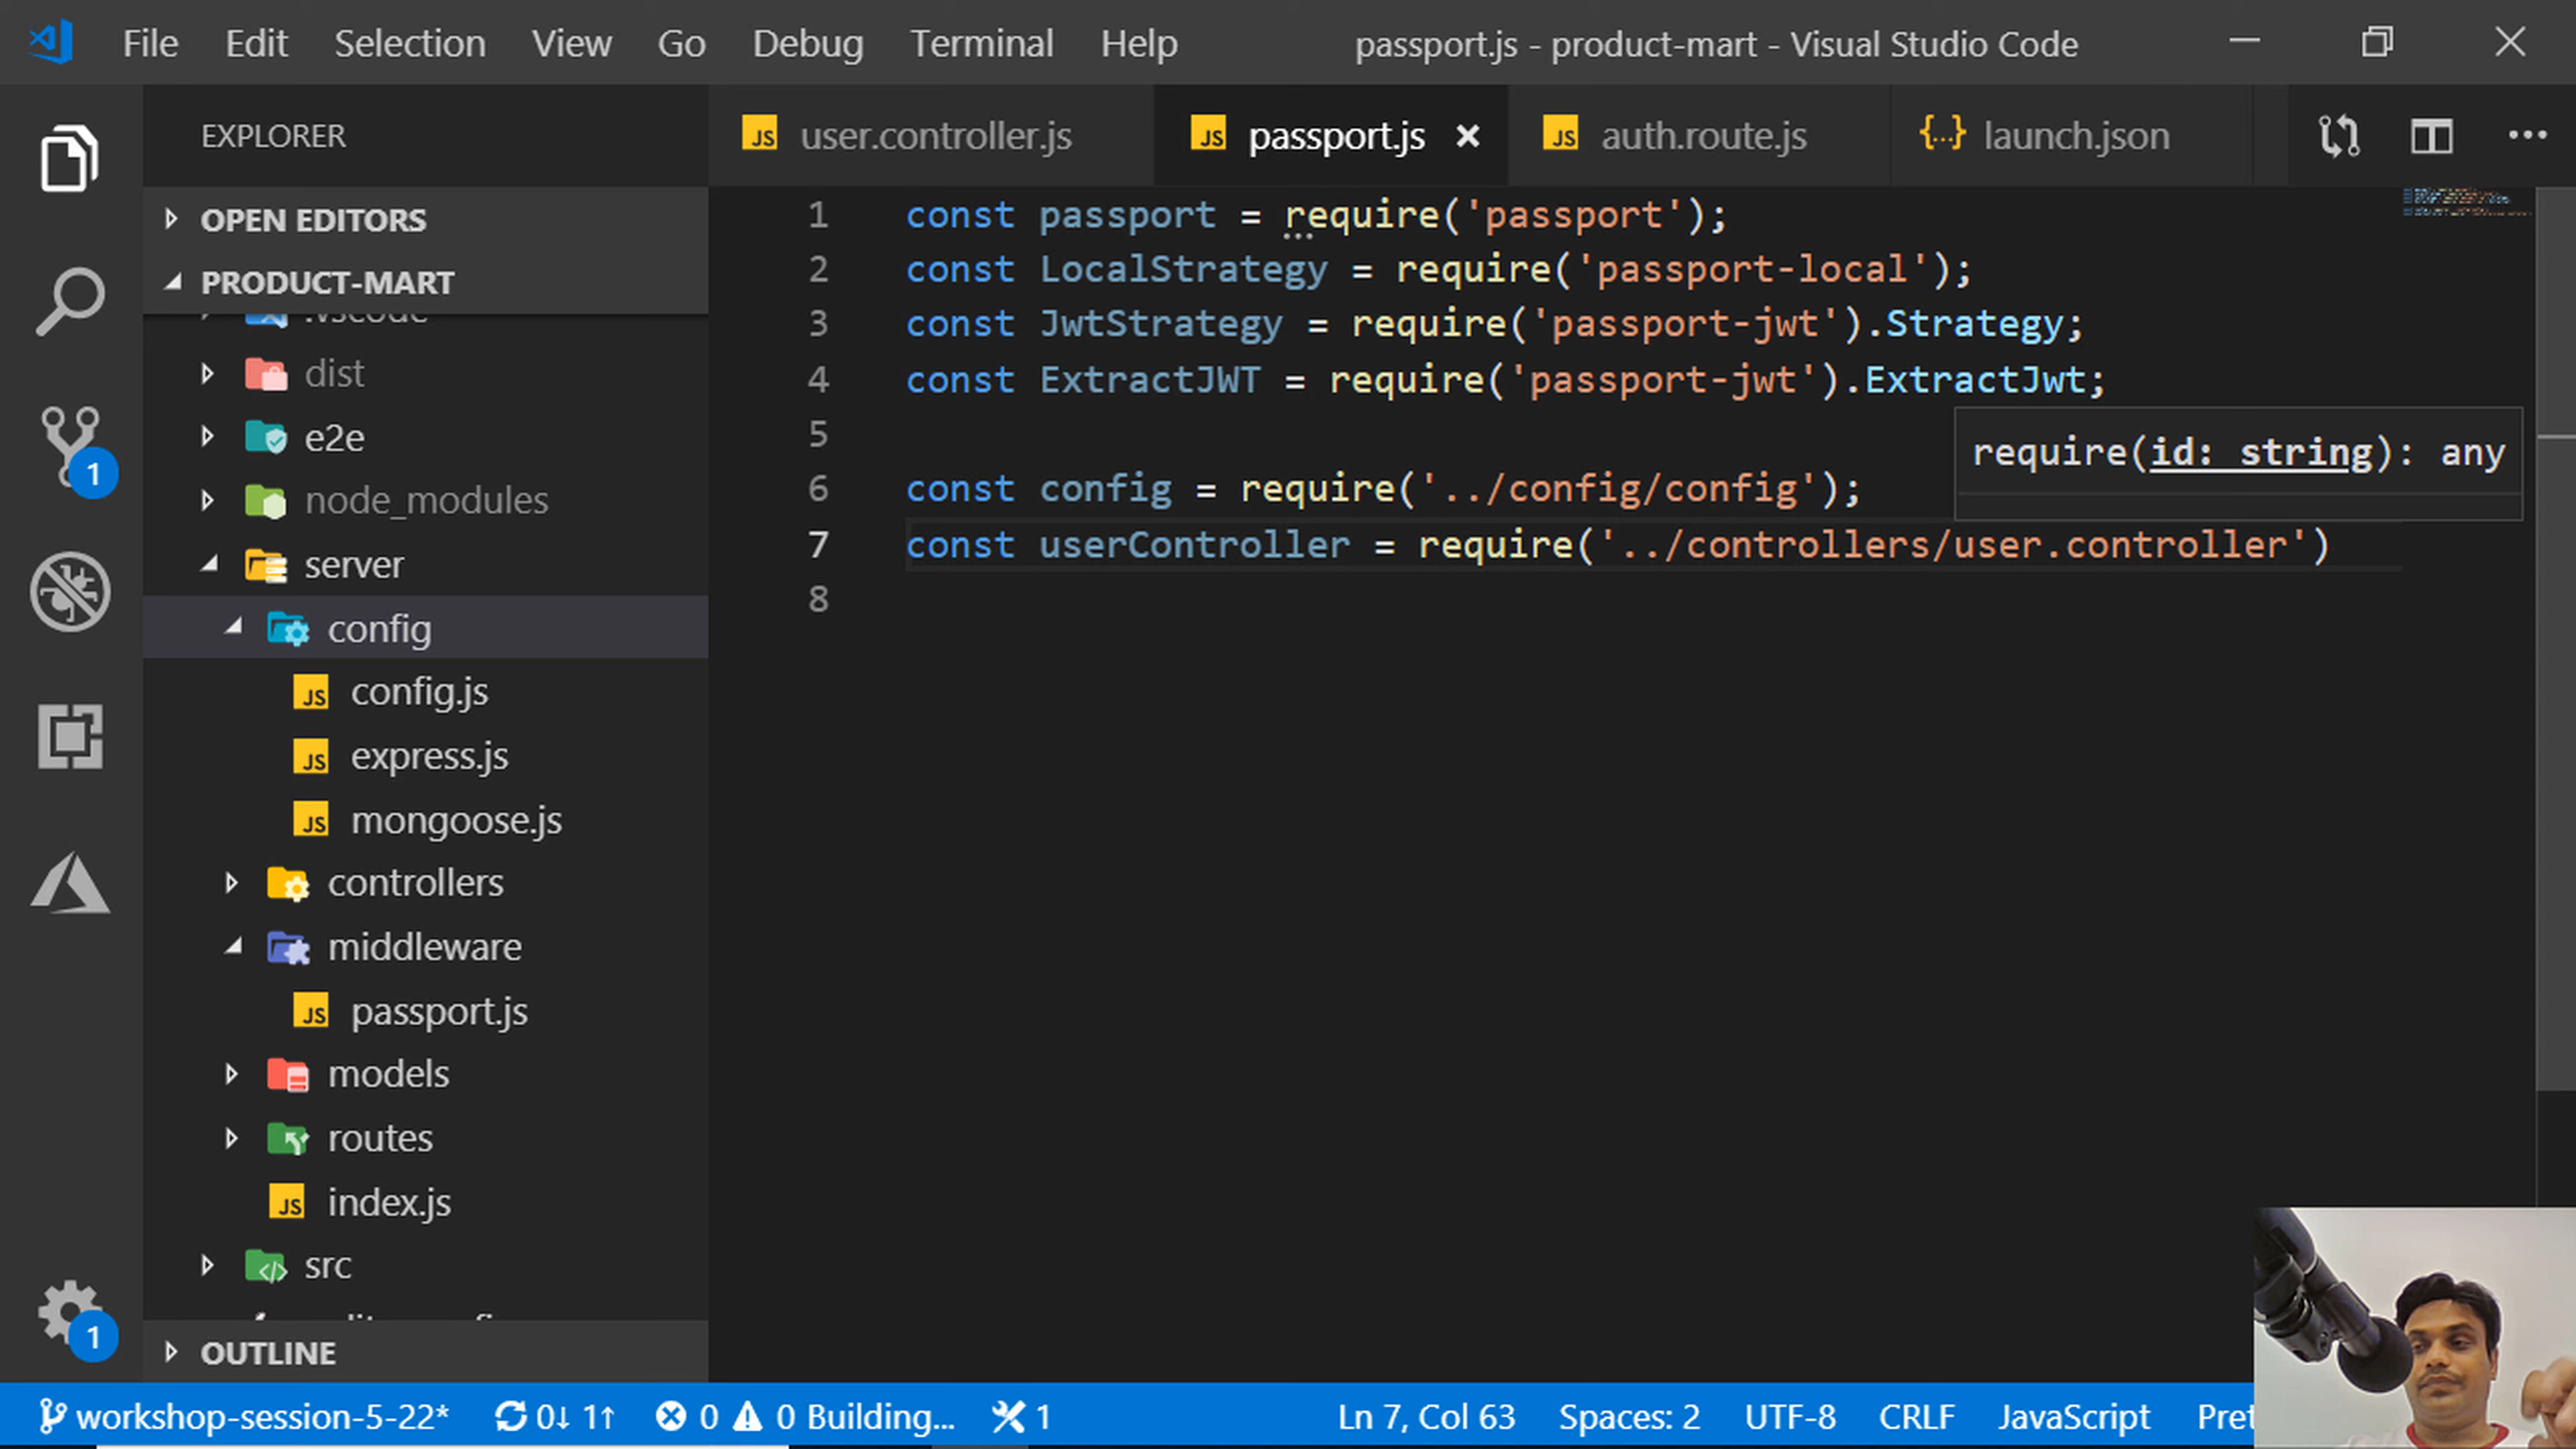 File Edit Selection View Go Debug Terminal Help passport.js - product-mart - Visual Studio Code
EXPLORER
user.controller.js passport.js auth.route.js launch.json
OPEN EDITORS
PRODUCT-MART
.vscode
dist
e2e
node_modules
server
config
config.js
express.js
mongoose.js
controllers
middleware
passport.js
models
routes
index.js
src
OUTLINE
1 const passport = require('passport');
2 const LocalStrategy = require('passport-local');
3 const JwtStrategy = require('passport-jwt').Strategy;
4 const ExtractJWT = require('passport-jwt').ExtractJwt;
5
require(id: string): any
6 const config = require('../config/config');
7 const userController = require('../controllers/user.controller')
8
1
1
workshop-session-5-22* 0↓ 1↑ 0 0 Building... 1 Ln 7, Col 63 Spaces: 2 UTF-8 CRLF JavaScript